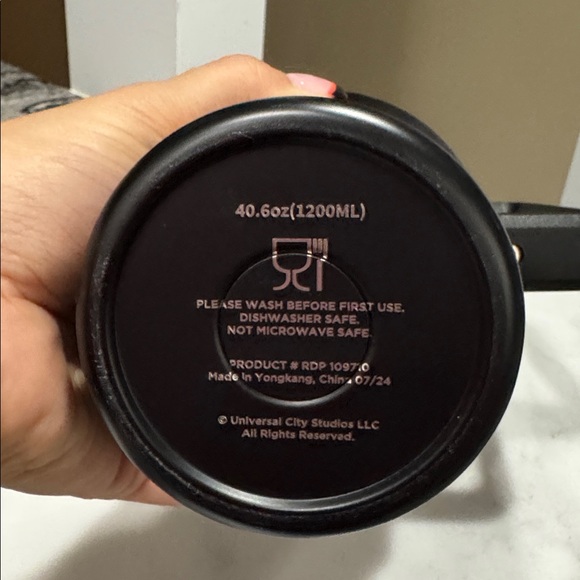 40.6oz(1200ML)
PLEASE WASH BEFORE FIRST USE.
DISHWASHER SAFE.
NOT MICROWAVE SAFE.
PRODUCT # RDP 109710
Made in Yongkang, China 07/24
© Universal City Studios LLC
All Rights Reserved.